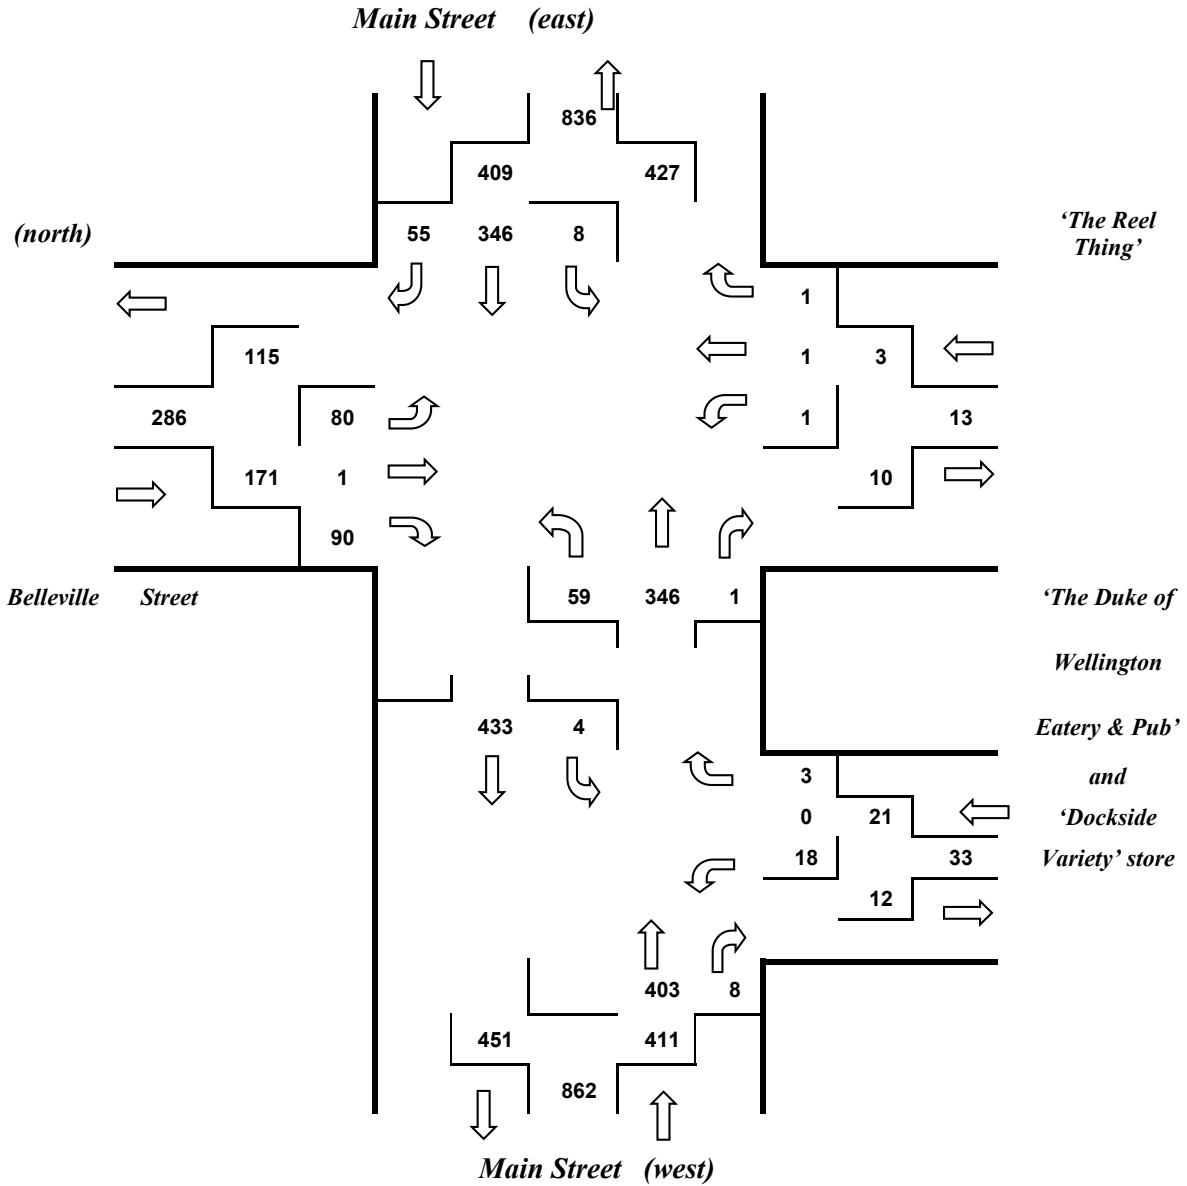 Main Street (east)
836
409 427
(north) 55 346 8 ‘The Reel
Thing’
1
115 1 3
286 80 1 13
171 1 10
90
Belleville Street 59 346 1 ‘The Duke of
Wellington
433 4 Eatery & Pub’
3 and
0 21 ‘Dockside
18 33 Variety’ store
12
403 8
451 411
862
Main Street (west)